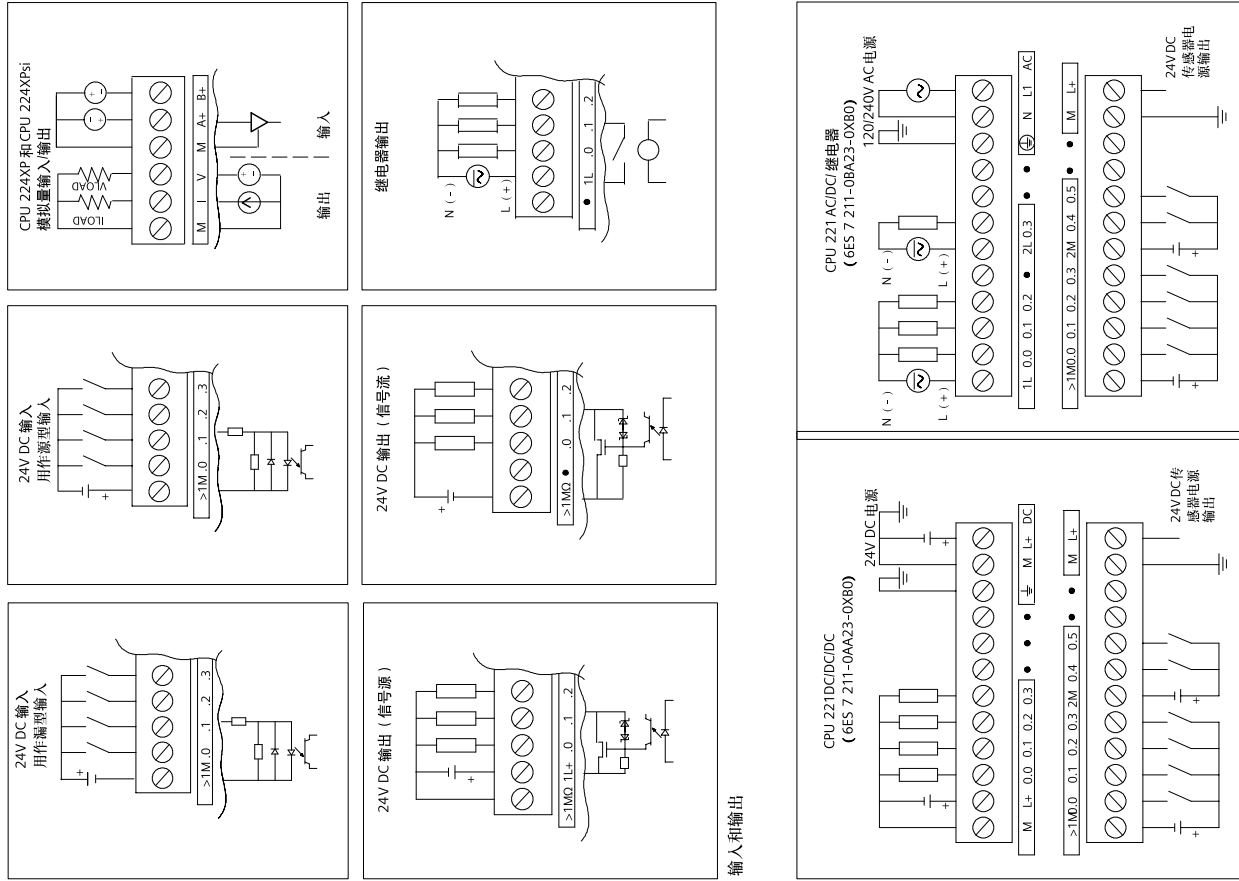 24V DC 输入
用作漏型输入
+
>1M .0 .1 .2 .3
24V DC 输入
用作源型输入
+
>1M .0 .1 .2 .3
CPU 224XP 和CPU 224XPsi
模拟量输入/输出
ILOAD
VLOAD
+ -
+ -
M I V M A+ B+
+ -
输出
输入
24V DC 输出 ( 信号源 )
+
>1MΩ 1L+ .0 .1 .2
24V DC 输出 ( 信号流 )
+
>1MΩ ● .0 .1 .2
继电器输出
N (-)
L (+)
● 1L .0 .1 .2
输入和输出
CPU 221DC/DC/DC
(6ES 7 211-0AA23-0XB0)
24V DC 电源
+
+
M L+ 0.0 0.1 0.2 0.3 ● ● ● M L+ DC
>1M0.0 0.1 0.2 0.3 2M 0.4 0.5 ● ● M L+
+
+
24V DC传
感器电源
输出
CPU 221 AC/DC/继电器
(6ES 7 211-0BA23-0XB0)
120/240V AC 电源
N (-)
L (+)
N (-)
L (+)
1L 0.0 0.1 0.2 ● 2L 0.3 ● ● N L1 AC
>1M0.0 0.1 0.2 0.3 2M 0.4 0.5 ● ● M L+
+
+
24V DC
传感器电
源输出